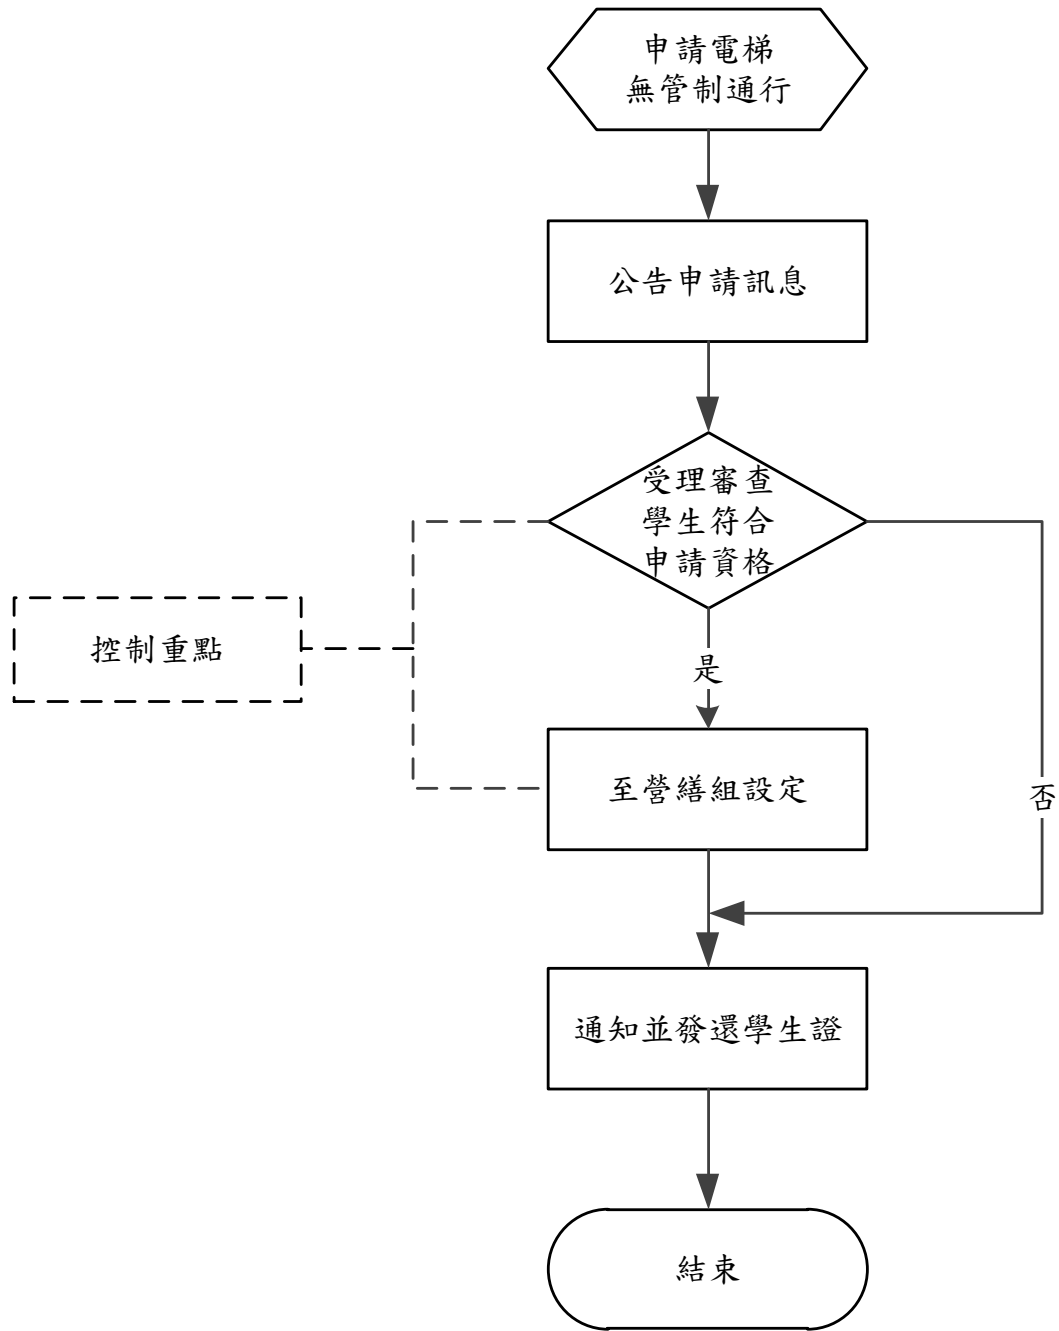 申請電梯
無管制通行
公告申請訊息
受理審查
學生符合
申請資格
控制重點
是
至營繕組設定
否
通知並發還學生證
結束